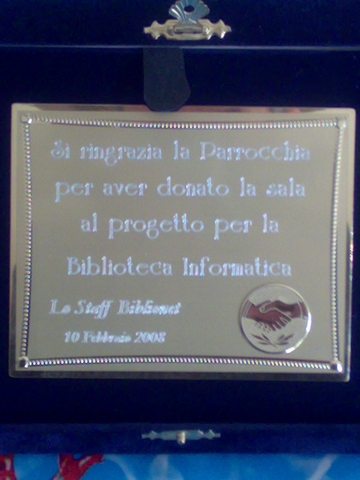 Si ringrazia la Parrocchia
per aver donato la sala
al progetto per la
Biblioteca Informatica
Lo Staff Biblionet
10 Febbraio 2008